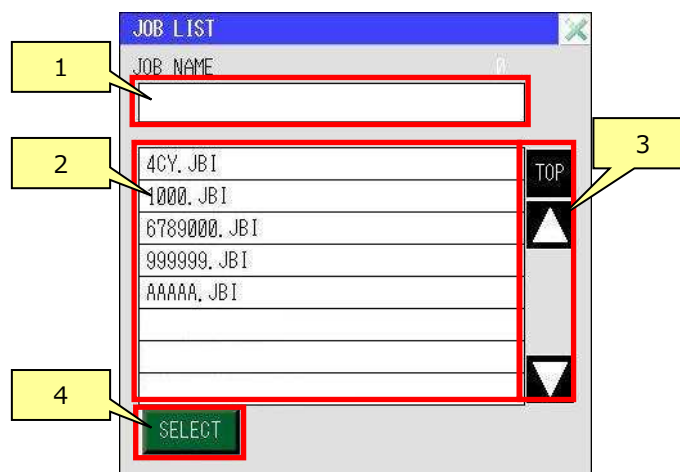 JOB LIST
JOB NAME 0
1
2
4CY.JBI
1000.JBI
6789000.JBI
999999.JBI
AAAAA.JBI
TOP
3
4
SELECT